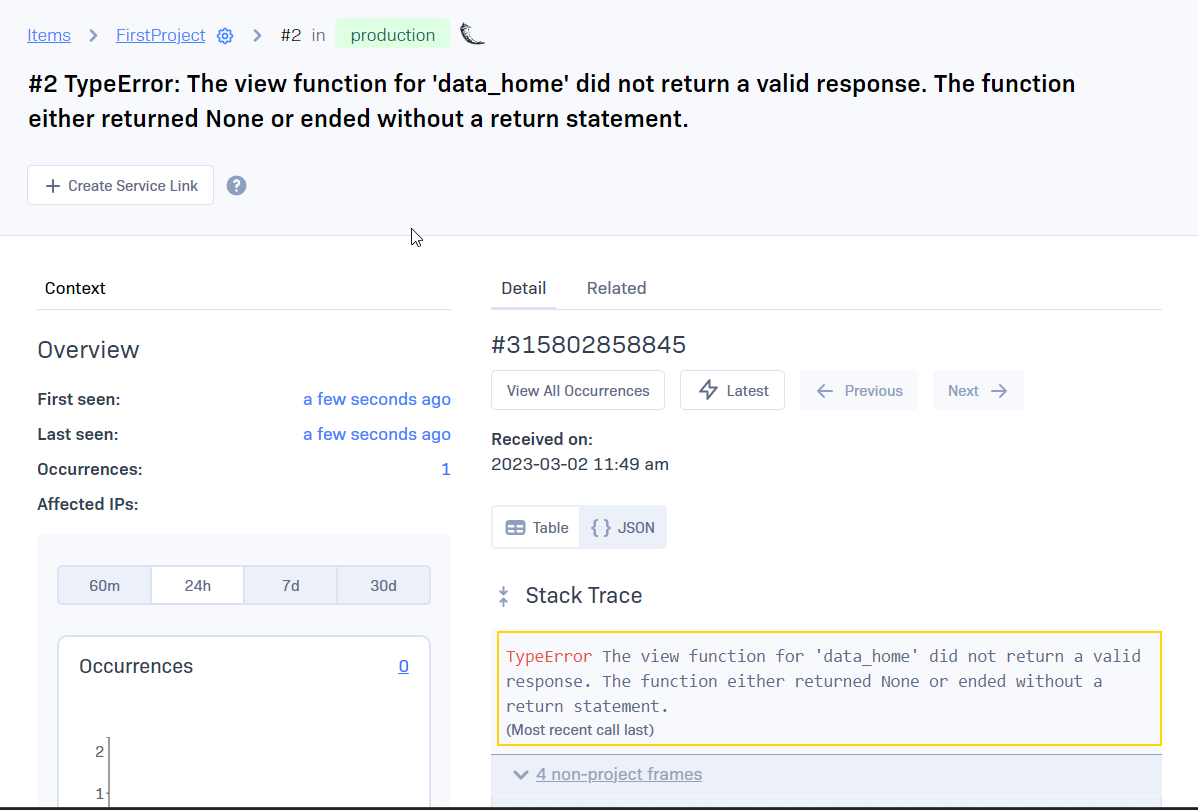 Items > FirstProject > #2 in production
#2 TypeError: The view function for 'data_home' did not return a valid response. The function
either returned None or ended without a return statement.
+ Create Service Link ?
Context
Overview
First seen: a few seconds ago
Last seen: a few seconds ago
Occurrences: 1
Affected IPs:
60m 24h 7d 30d
Occurrences 0
2
1
Detail Related
#315802858845
View All Occurrences Latest ← Previous Next →
Received on:
2023-03-02 11:49 am
Table { } JSON
Stack Trace
TypeError The view function for 'data_home' did not return a valid
response. The function either returned None or ended without a
return statement.
(Most recent call last)
4 non-project frames